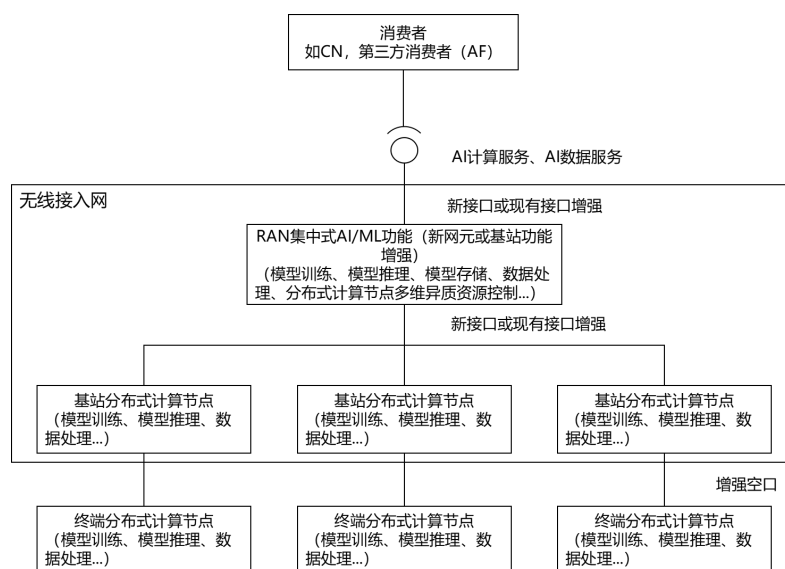 消费者
如CN，第三方消费者（AF）
AI计算服务、AI数据服务
无线接入网
新接口或现有接口增强
RAN集中式AI/ML功能（新网元或基站功能
增强）
（模型训练、模型推理、模型存储、数据处
理、分布式计算节点多维异质资源控制...）
新接口或现有接口增强
基站分布式计算节点
（模型训练、模型推理、数
据处理...）
基站分布式计算节点
（模型训练、模型推理、数
据处理...）
基站分布式计算节点
（模型训练、模型推理、数
据处理...）
增强空口
终端分布式计算节点
（模型训练、模型推理、数
据处理...）
终端分布式计算节点
（模型训练、模型推理、数
据处理...）
终端分布式计算节点
（模型训练、模型推理、数
据处理...）